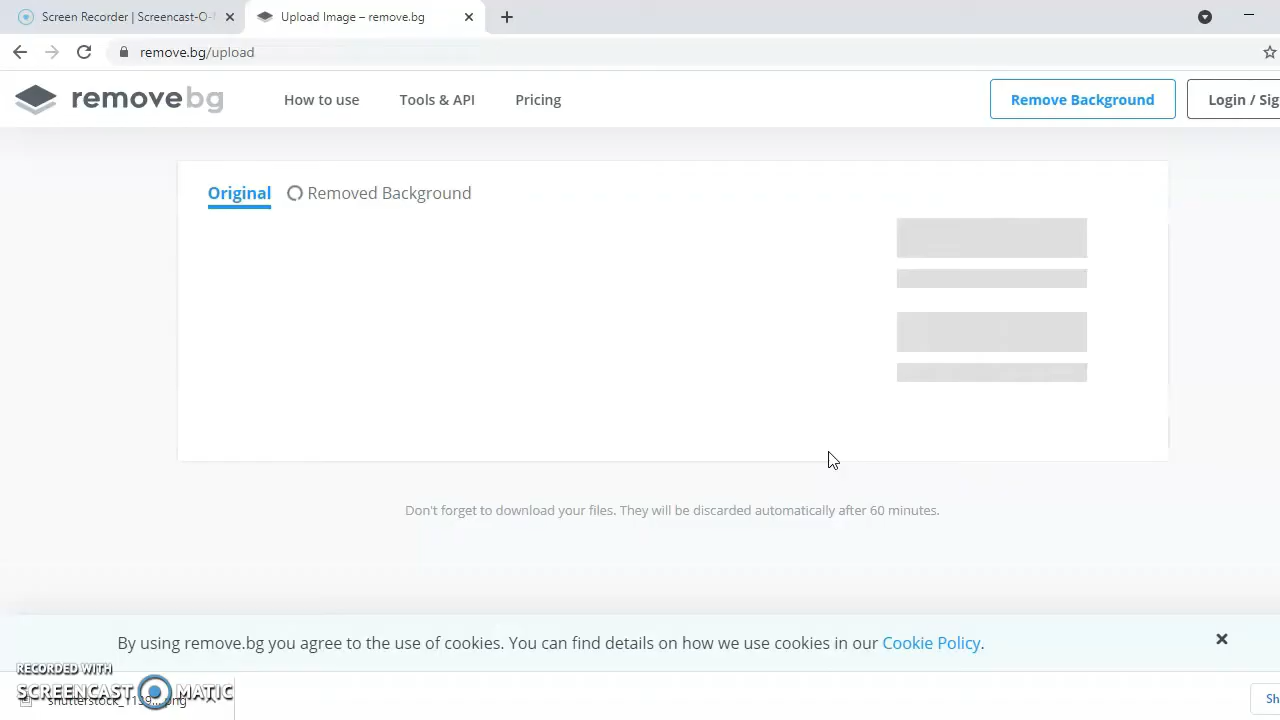 Screen Recorder | Screencast-O-
Upload Image – remove.bg
remove.bg/upload
removebg
How to use
Tools & API
Pricing
Remove Background
Login / Sig
Original
Removed Background
Don't forget to download your files. They will be discarded automatically after 60 minutes.
By using remove.bg you agree to the use of cookies. You can find details on how we use cookies in our Cookie Policy.
RECORDED WITH
SCREENCAST-O-MATIC
Sh